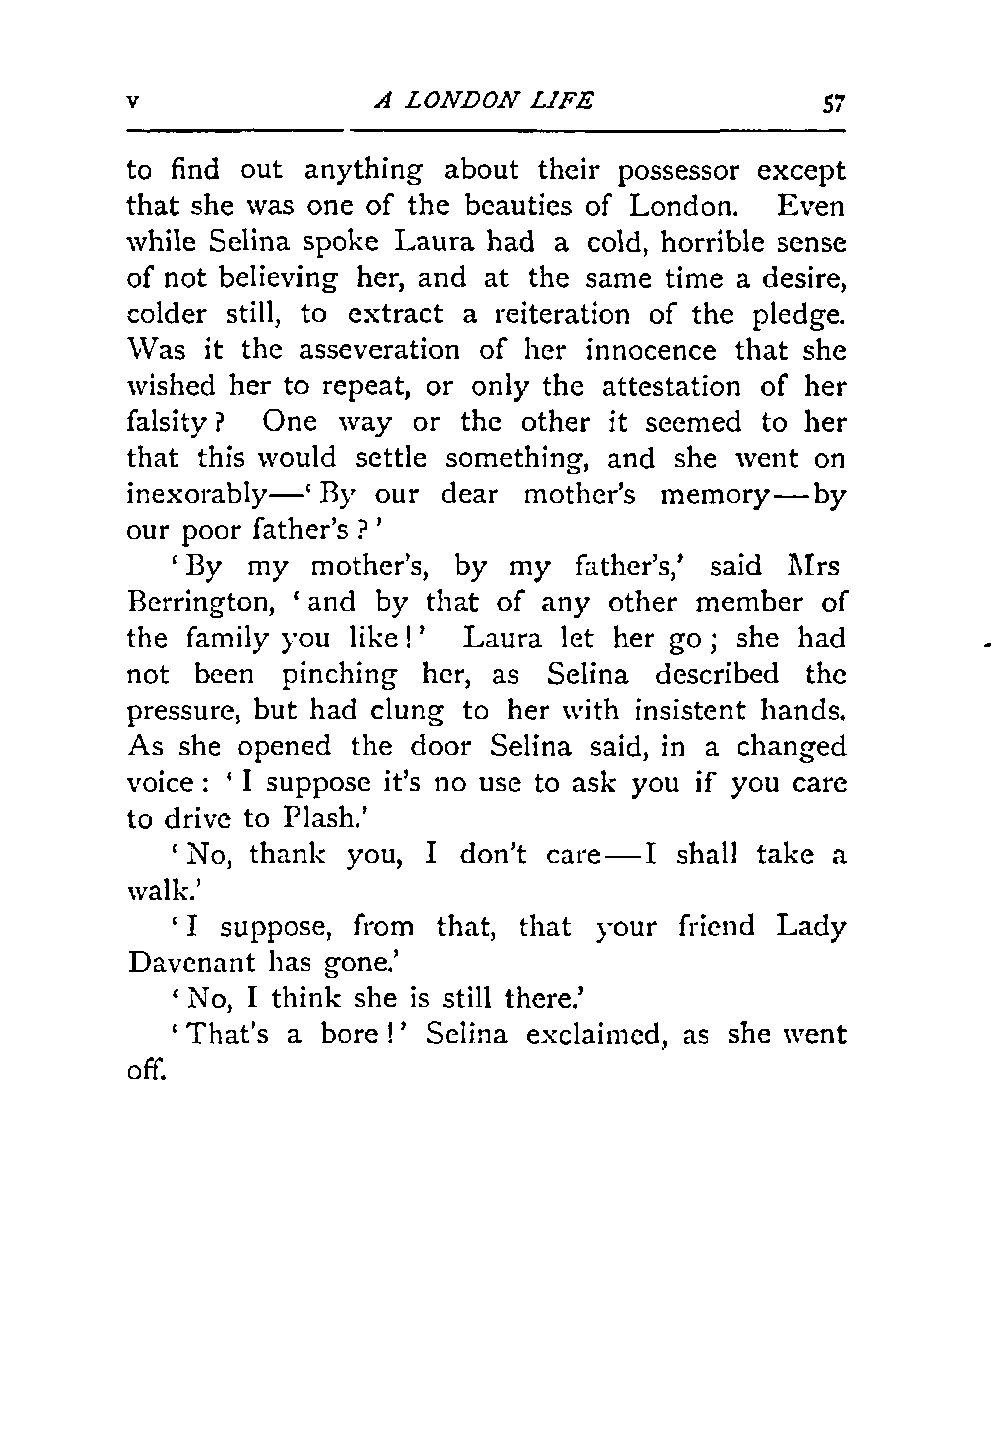 v A LONDON LIFE 57
to find out anything about their possessor except
that she was one of the beauties of London. Even
while Selina spoke Laura had a cold, horrible sense
of not believing her, and at the same time a desire,
colder still, to extract a reiteration of the pledge.
Was it the asseveration of her innocence that she
wished her to repeat, or only the attestation of her
falsity? One way or the other it seemed to her
that this would settle something, and she went on
inexorably—‘By our dear mother’s memory—by
our poor father’s?’
‘By my mother’s, by my father’s,’ said Mrs
Berrington, ‘and by that of any other member of
the family you like!’ Laura let her go; she had
not been pinching her, as Selina described the
pressure, but had clung to her with insistent hands.
As she opened the door Selina said, in a changed
voice: ‘I suppose it’s no use to ask you if you care
to drive to Plash.’
‘No, thank you, I don’t care—I shall take a
walk.’
‘I suppose, from that, that your friend Lady
Davenant has gone.’
‘No, I think she is still there.’
‘That’s a bore!’ Selina exclaimed, as she went
off.